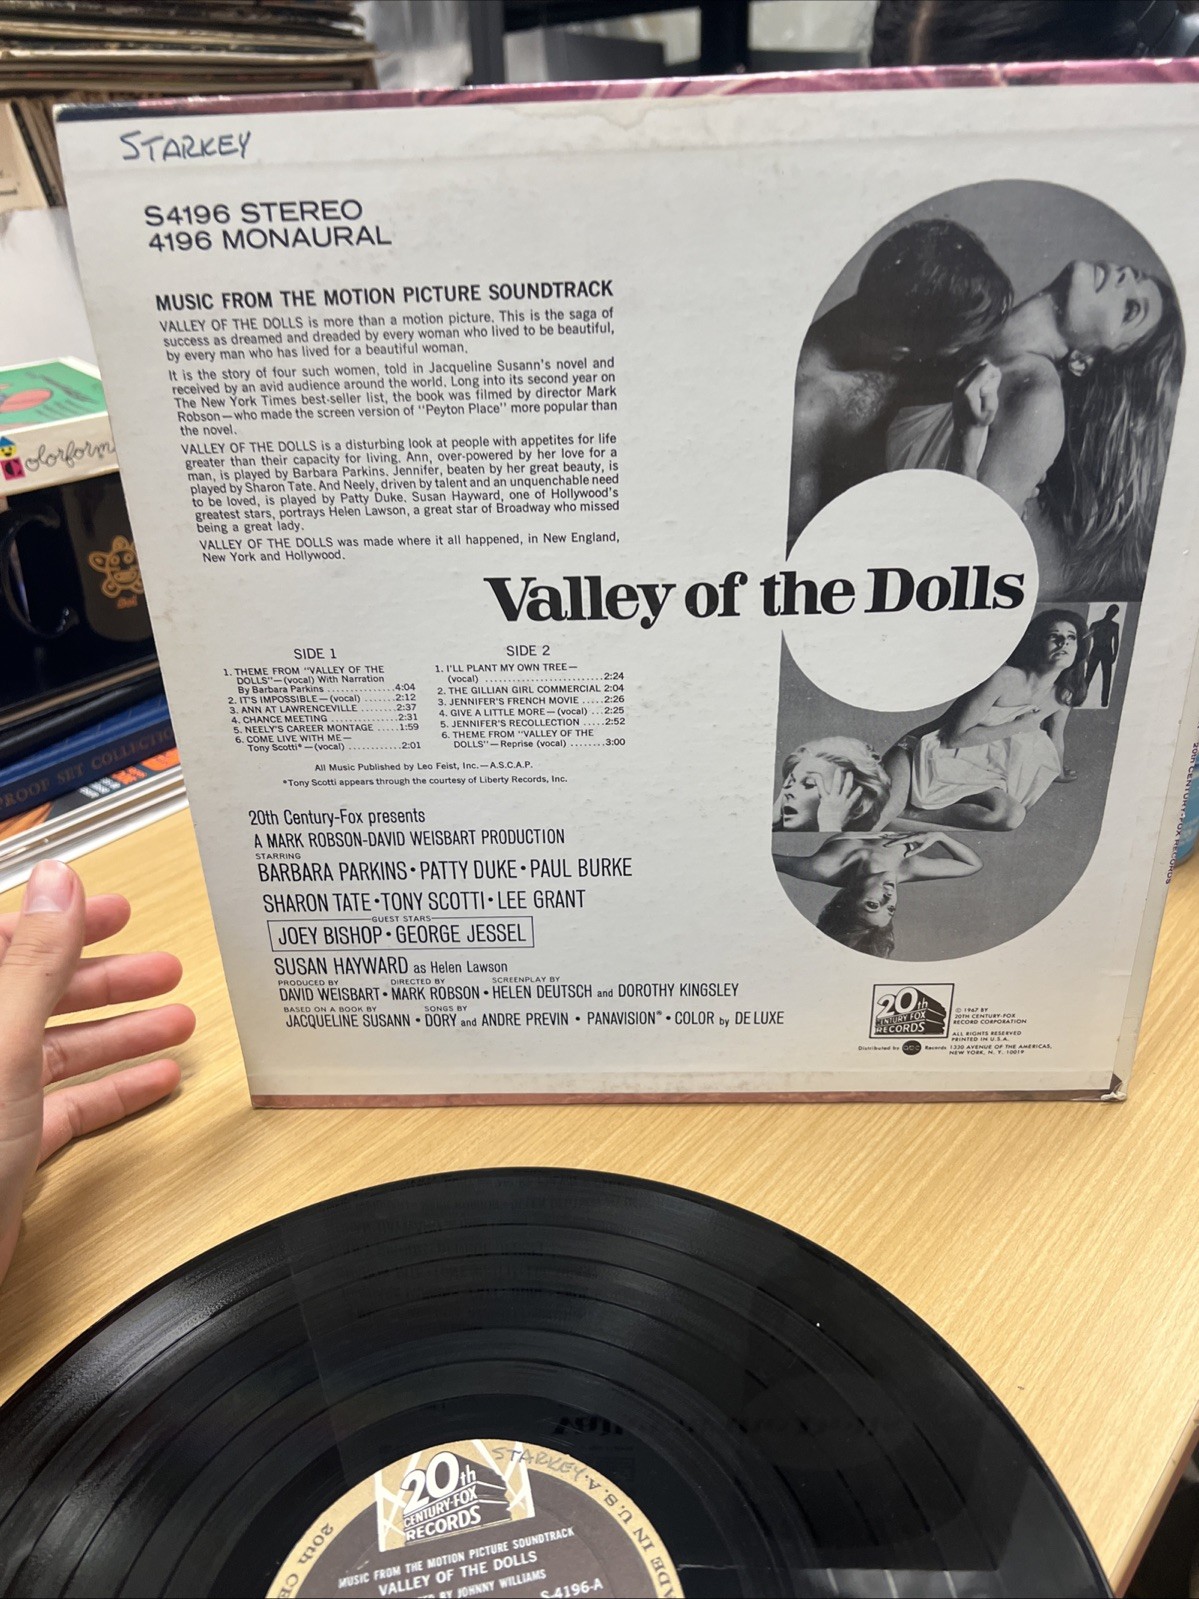 STARKEY
S4196 STEREO
4196 MONAURAL
MUSIC FROM THE MOTION PICTURE SOUNDTRACK
VALLEY OF THE DOLLS is more than a motion picture. This is the saga of
success as dreamed and dreaded by every woman who lived to be beautiful,
by every man who has lived for a beautiful woman.
It is the story of four such women, told in Jacqueline Susann's novel and
received by an avid audience around the world. Long into its second year on
The New York Times best-seller list, the book was filmed by director Mark
Robson—who made the screen version of "Peyton Place" more popular than
the novel.
VALLEY OF THE DOLLS is a disturbing look at people with appetites for life
greater than their capacity for living. Ann, over-powered by her love for a
man, is played by Barbara Parkins. Jennifer, beaten by her great beauty, is
played by Sharon Tate. And Neely, driven by talent and an unquenchable need
to be loved, is played by Patty Duke. Susan Hayward, one of Hollywood's
greatest stars, portrays Helen Lawson, a great star of Broadway who missed
being a great lady.
VALLEY OF THE DOLLS was made where it all happened, in New England,
New York and Hollywood.
Valley of the Dolls
SIDE 1
1. THEME FROM "VALLEY OF THE
DOLLS"—(vocal) With Narration
By Barbara Parkins ..............4:04
2. IT'S IMPOSSIBLE—(vocal) .......2:12
3. ANN AT LAWRENCEVILLE .......2:37
4. CHANCE MEETING ...............2:31
5. NEELY'S CAREER MONTAGE .....1:59
6. COME LIVE WITH ME—
Tony Scotti*—(vocal) ............2:01
SIDE 2
1. I'LL PLANT MY OWN TREE—
(vocal) ..........................2:24
2. THE GILLIAN GIRL COMMERCIAL 2:04
3. JENNIFER'S FRENCH MOVIE .....2:26
4. GIVE A LITTLE MORE—(vocal) ..2:25
5. JENNIFER'S RECOLLECTION .....2:52
6. THEME FROM "VALLEY OF THE
DOLLS"—Reprise (vocal) ........3:00
All Music Published by Leo Feist, Inc.—A.S.C.A.P.
*Tony Scotti appears through the courtesy of Liberty Records, Inc.
20th Century-Fox presents
A MARK ROBSON-DAVID WEISBART PRODUCTION
STARRING
BARBARA PARKINS • PATTY DUKE • PAUL BURKE
SHARON TATE • TONY SCOTTI • LEE GRANT
GUEST STARS
JOEY BISHOP • GEORGE JESSEL
SUSAN HAYWARD as Helen Lawson
PRODUCED BY DIRECTED BY SCREENPLAY BY
DAVID WEISBART • MARK ROBSON • HELEN DEUTSCH and DOROTHY KINGSLEY
BASED ON A BOOK BY SONGS BY
JACQUELINE SUSANN • DORY and ANDRE PREVIN • PANAVISION® • COLOR by DE LUXE
20th
CENTURY-FOX
RECORDS
© 1967 BY
20TH CENTURY-FOX
RECORD CORPORATION
ALL RIGHTS RESERVED
PRINTED IN U.S.A.
Distributed by ABC Records 1330 AVENUE OF THE AMERICAS,
NEW YORK, N.Y. 10019
20th CENTURY-FOX RECORDS
Colorforms
PROOF SET COLLECTION
STARKEY
20th
CENTURY-FOX
RECORDS
MUSIC FROM THE MOTION PICTURE SOUNDTRACK
VALLEY OF THE DOLLS
BY JOHNNY WILLIAMS
S-4196-A
20th CE
ADE IN U.S.A.